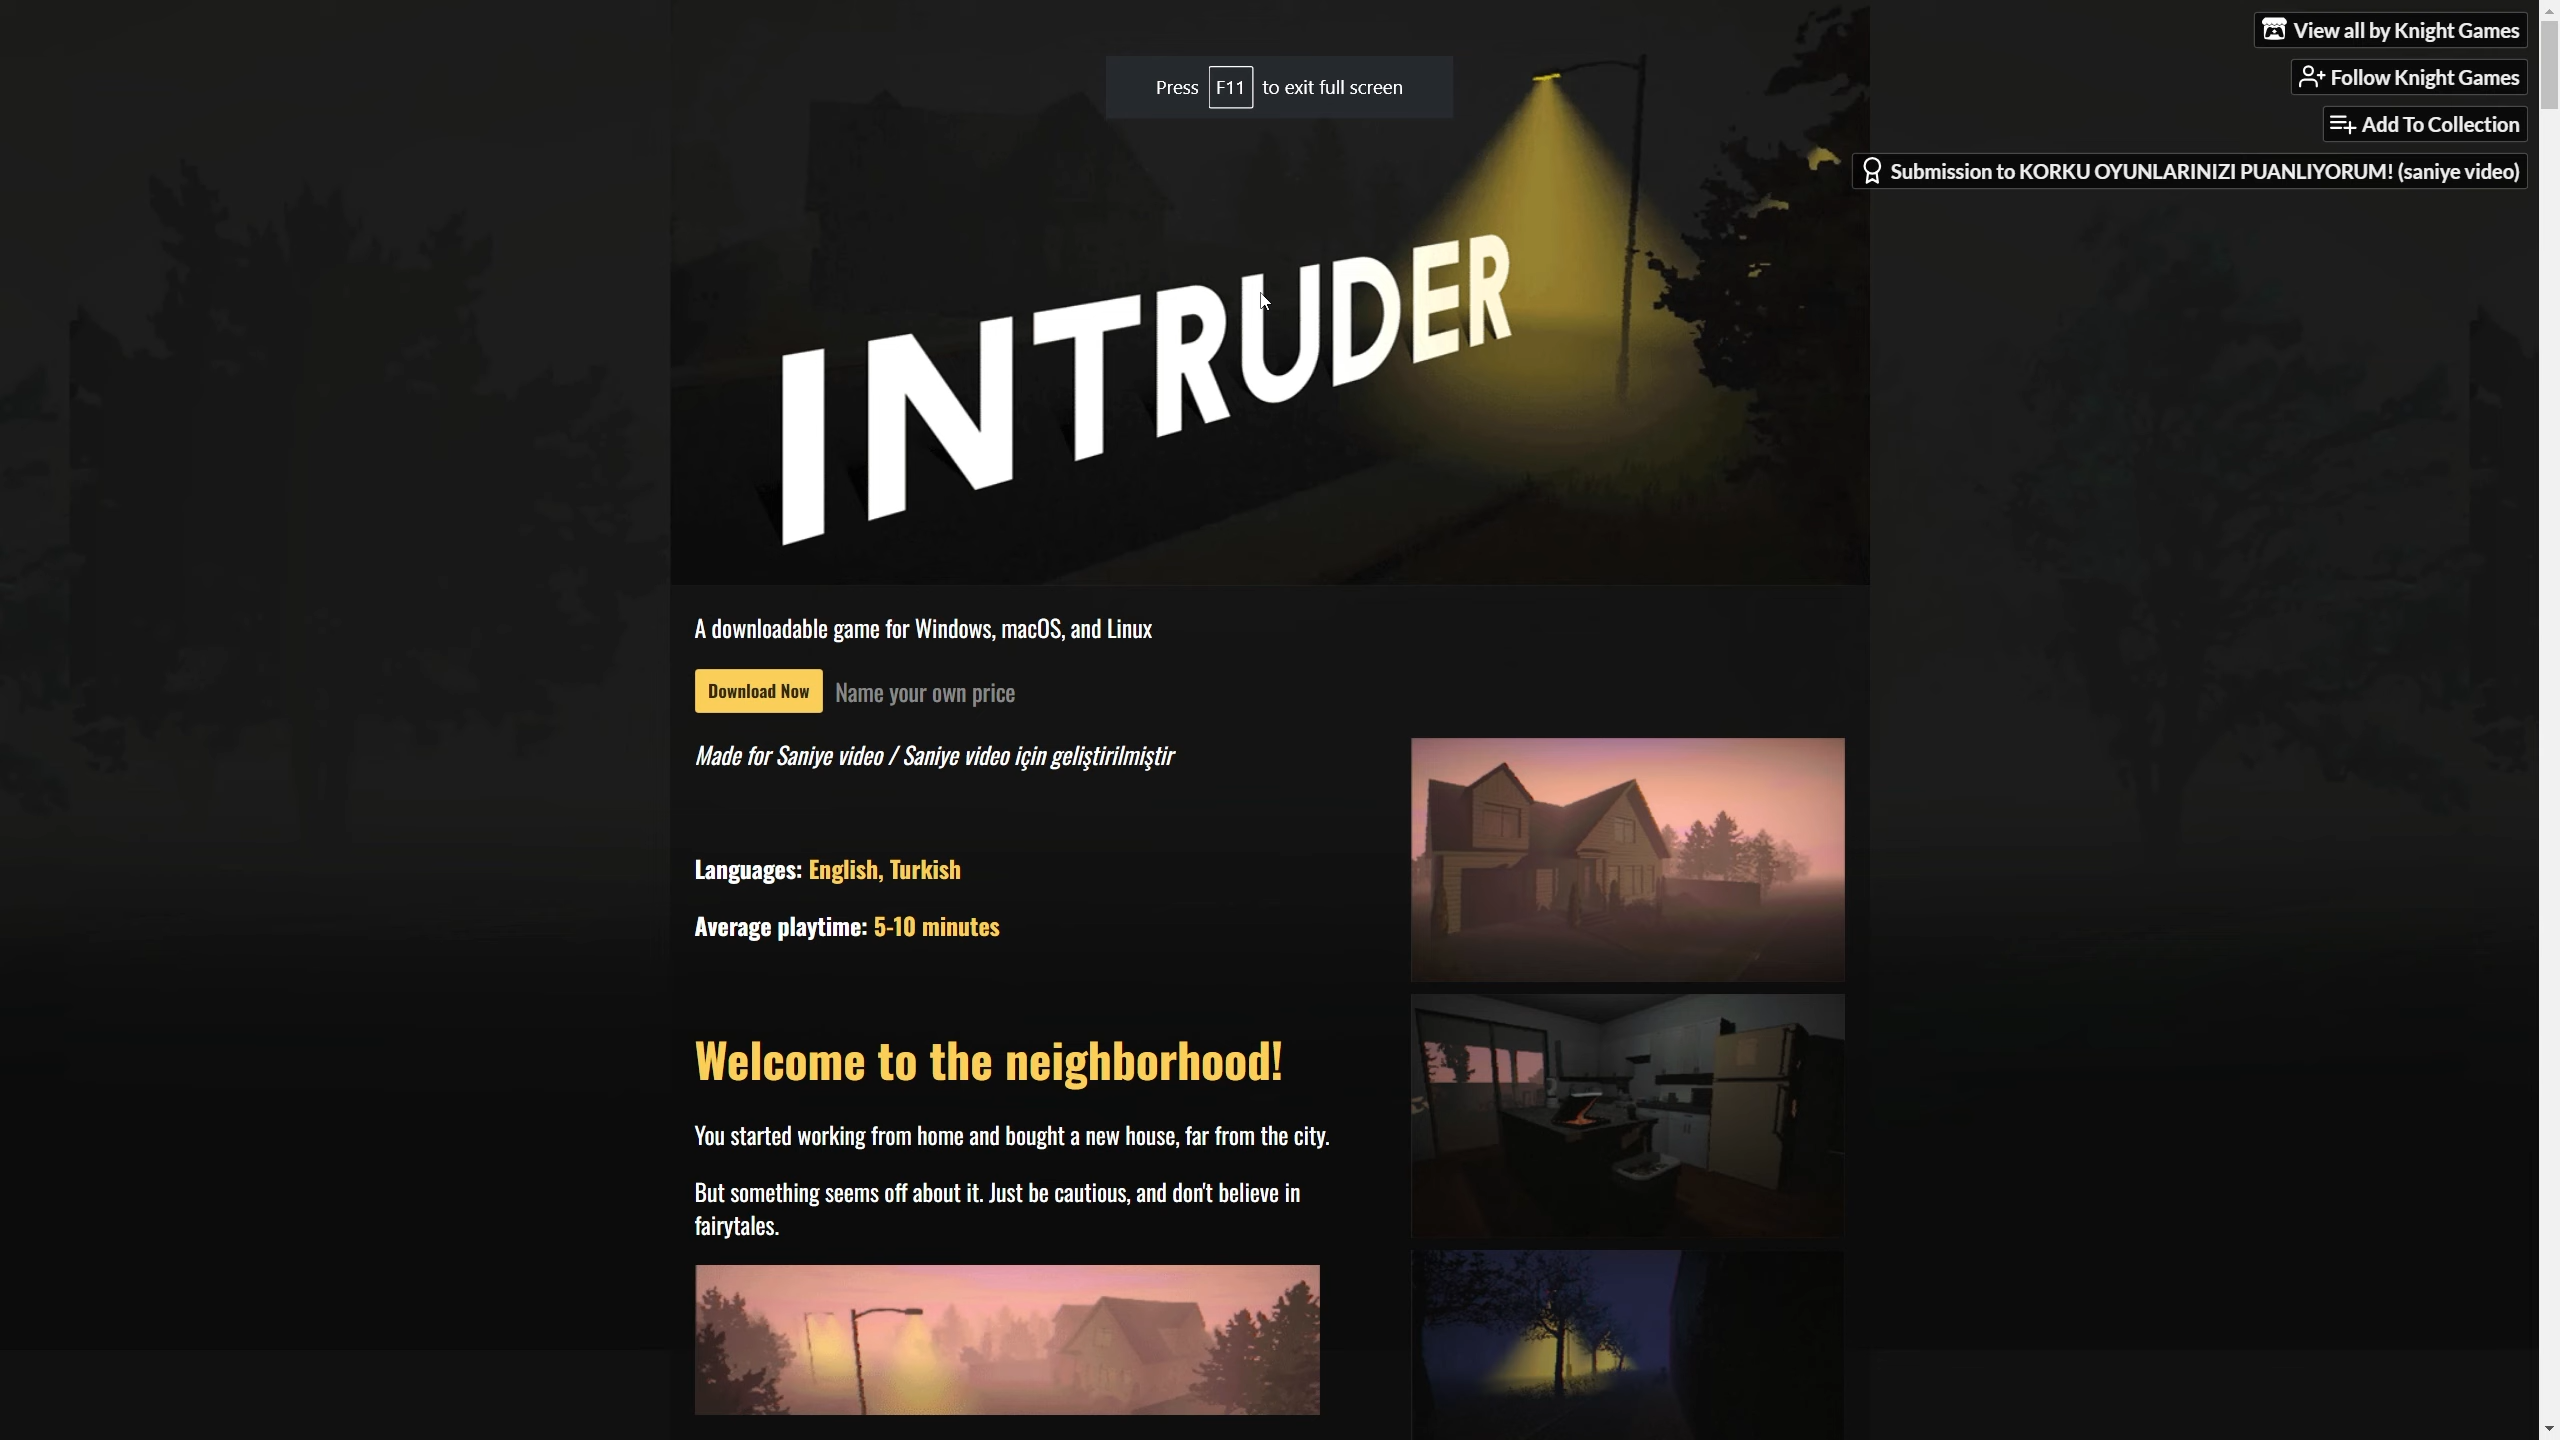 View all by Knight Games
Follow Knight Games
Add To Collection
Submission to KORKU OYUNLARINIZI PUANLIYORUM! (saniye video)
Press F11 to exit full screen
INTRUDER
A downloadable game for Windows, macOS, and Linux
Download Now Name your own price
Made for Saniye video / Saniye video için geliştirilmiştir
Languages: English, Turkish
Average playtime: 5-10 minutes
Welcome to the neighborhood!
You started working from home and bought a new house, far from the city.
But something seems off about it. Just be cautious, and don't believe in
fairytales.